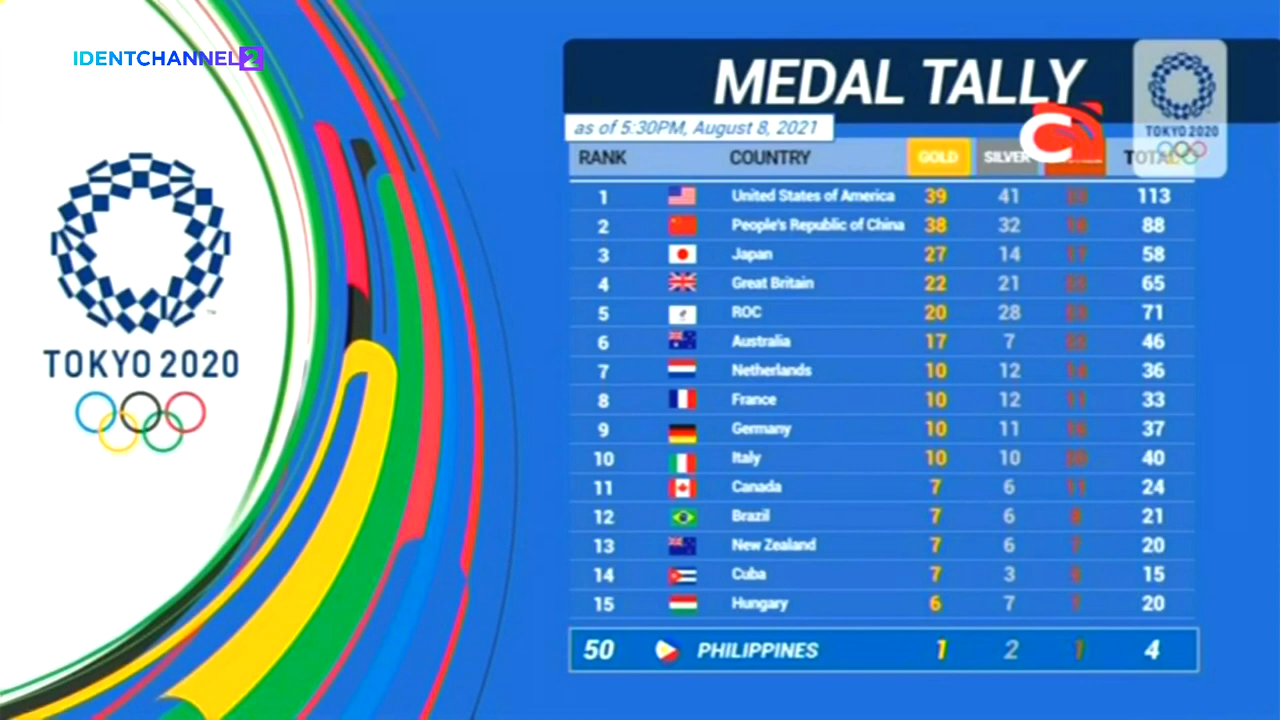 IDENTCHANNEL2
MEDAL TALLY
as of 5:30PM, August 8, 2021
TOKYO 2020
TOKYO 2020
RANK COUNTRY GOLD SILVER TOTAL
1 United States of America 39 41 113
2 People's Republic of China 38 32 88
3 Japan 27 14 58
4 Great Britain 22 21 65
5 ROC 20 28 71
6 Australia 17 7 46
7 Netherlands 10 12 36
8 France 10 12 33
9 Germany 10 11 37
10 Italy 10 10 40
11 Canada 7 6 11 24
12 Brazil 7 6 21
13 New Zealand 7 6 7 20
14 Cuba 7 3 15
15 Hungary 6 7 20
50 PHILIPPINES 1 2 1 4